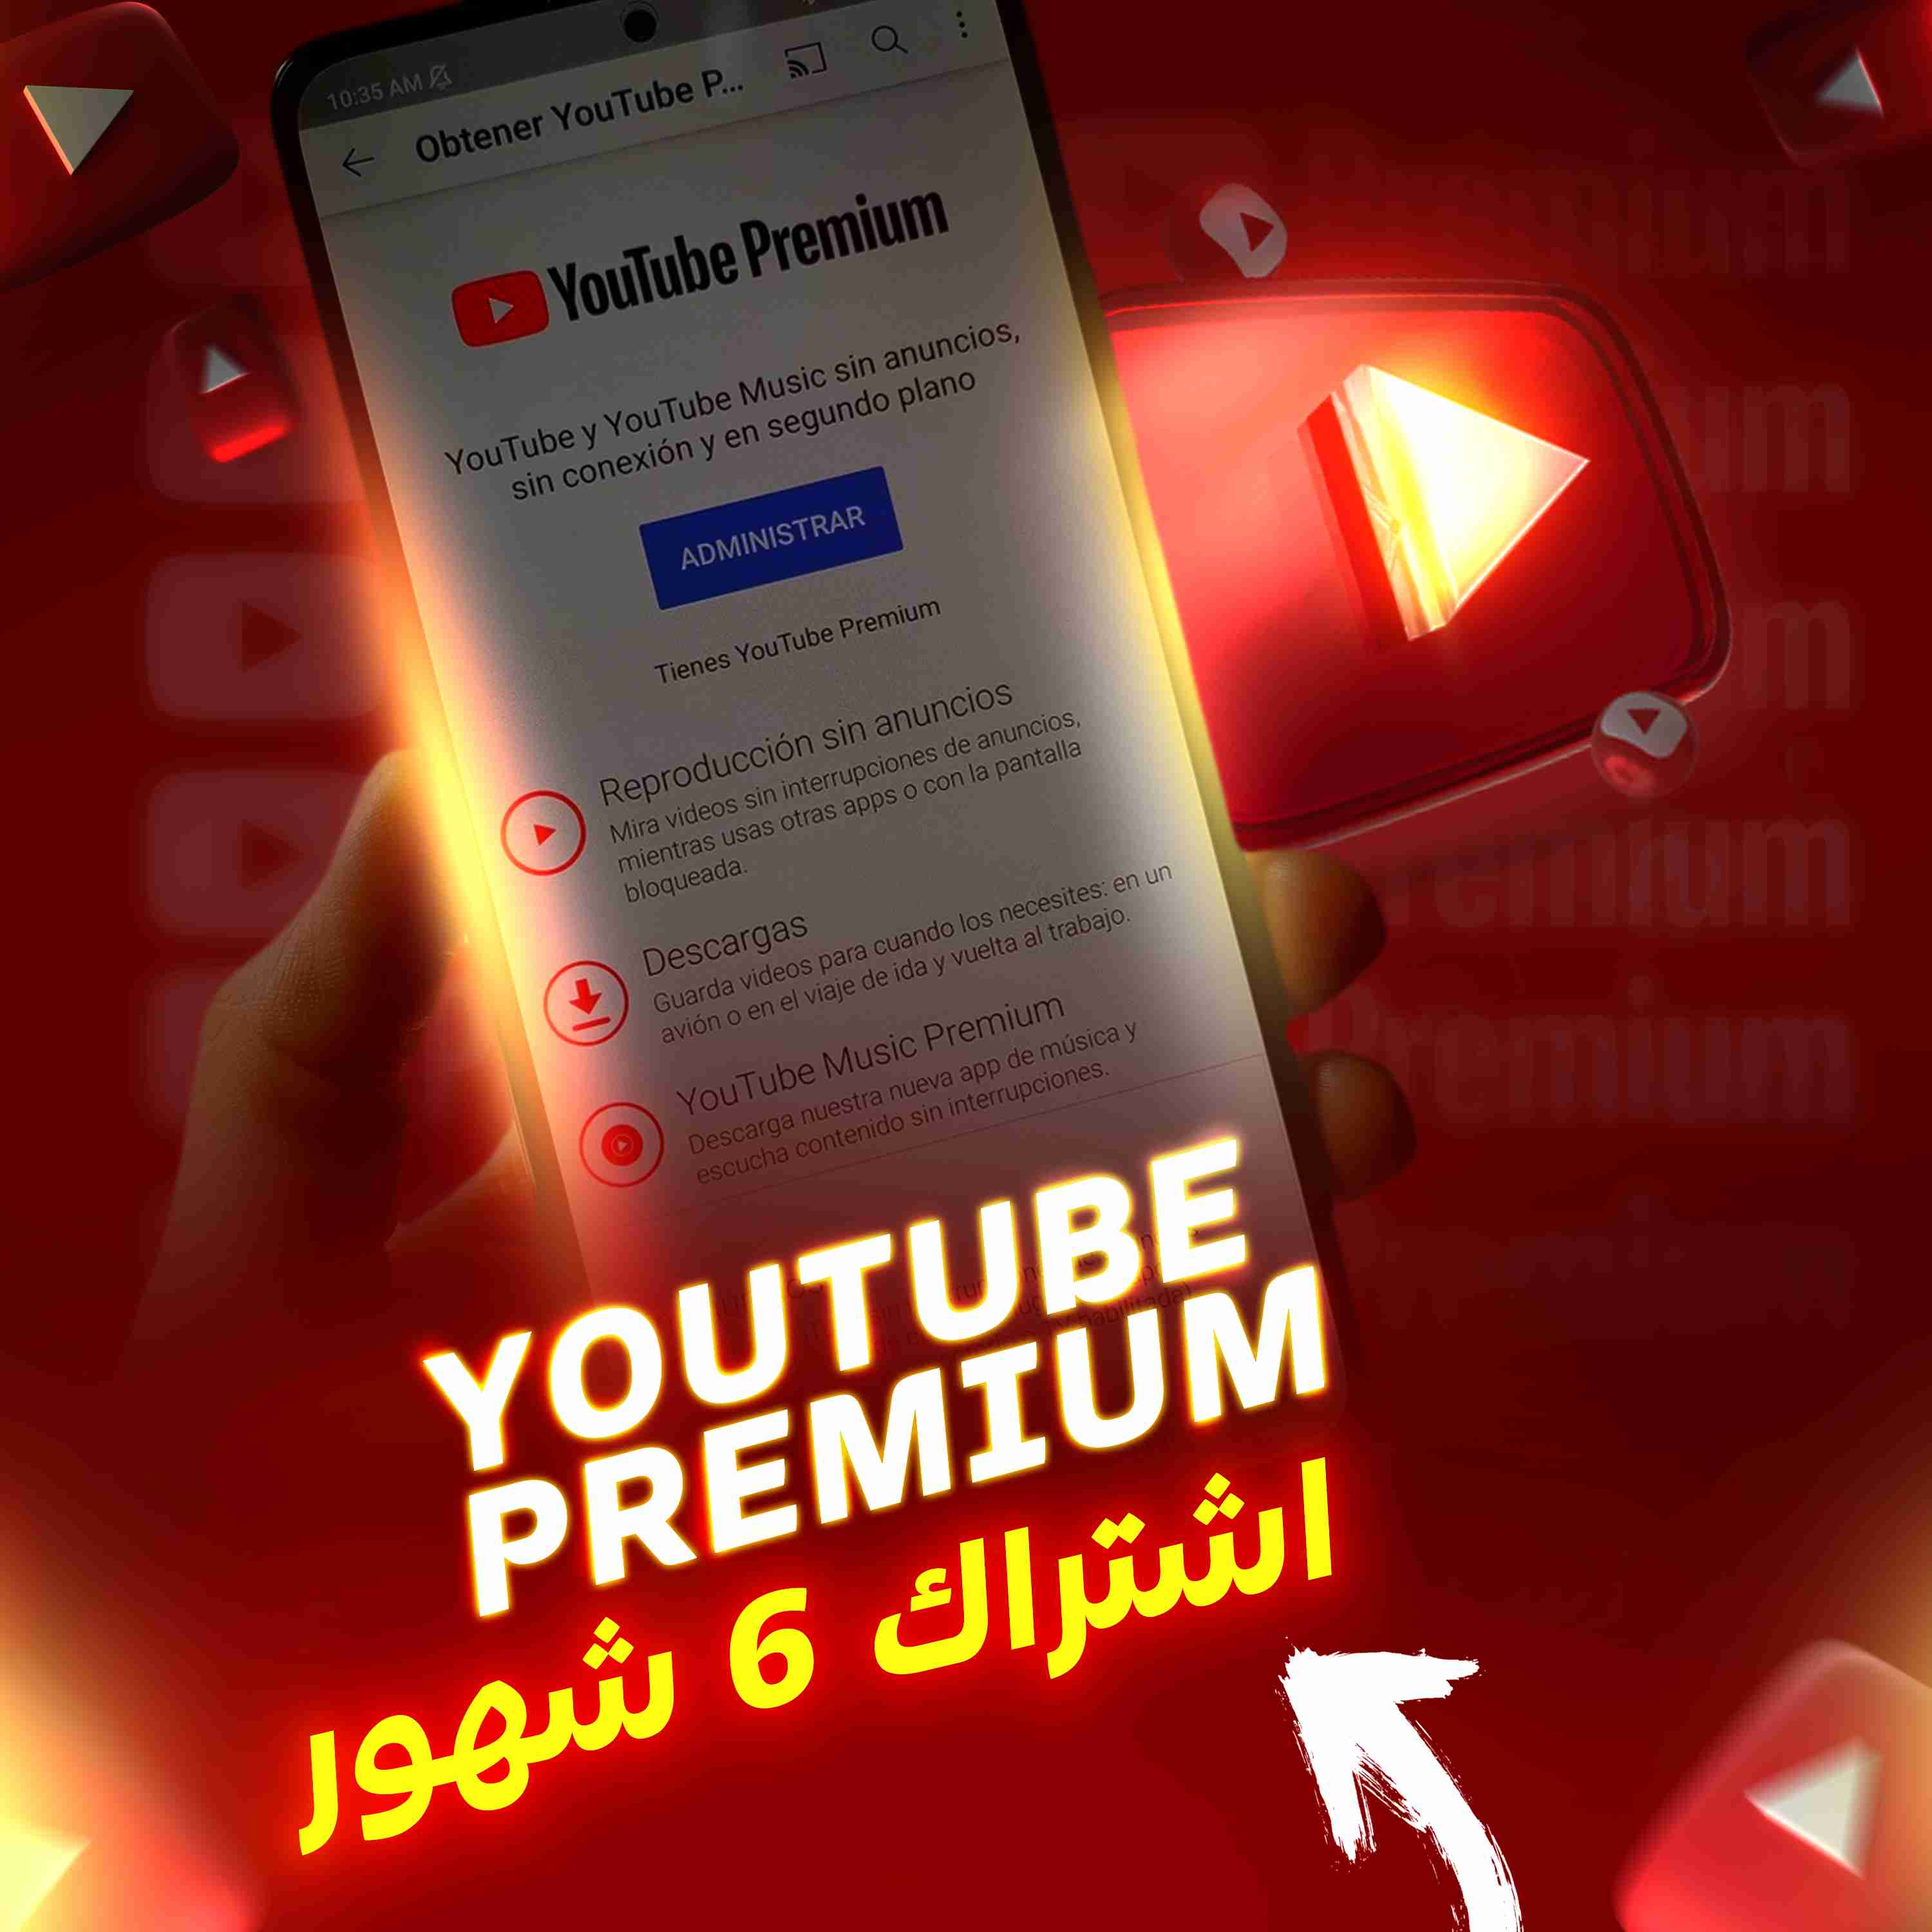 10:35 AM
Obtener YouTube P...
YouTube Premium
YouTube y YouTube Music sin anuncios,
sin conexión y en segundo plano
ADMINISTRAR
Tienes YouTube Premium
Reproducción sin anuncios
Mira videos sin interrupciones de anuncios,
mientras usas otras apps o con la pantalla
bloqueada.
Descargas
Guarda videos para cuando los necesites: en un
avión o en el viaje de ida y vuelta al trabajo.
YouTube Music Premium
Descarga nuestra nueva app de música y
escucha contenido sin interrupciones.
YOUTUBE
PREMIUM
اشتراك 6 شهور
Premium
Premium